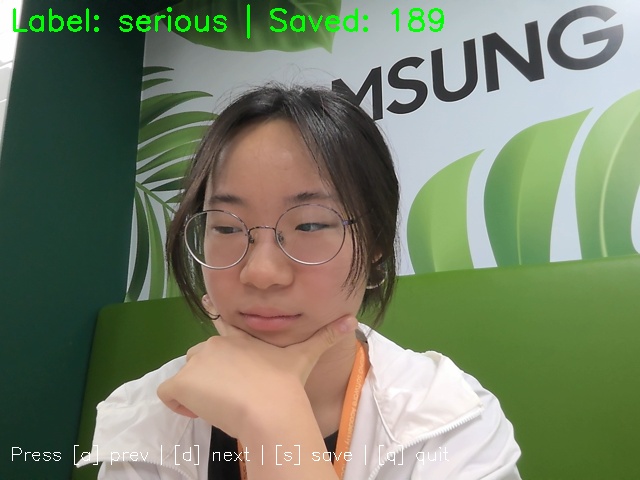 Label: serious | Saved: 189
MSUNG
Press [a] prev | [d] next | [s] save | [q] quit